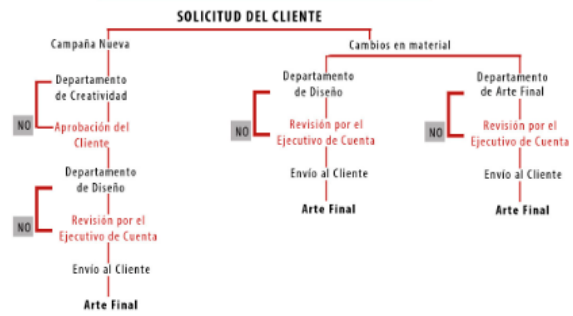 SOLICITUD DEL CLIENTE
Campaña Nueva
Departamento
de Creatividad
NO
Aprobación del
Cliente
Departamento
de Diseño
NO
Revisión por el
Ejecutivo de Cuenta
Envío al Cliente
Arte Final
Cambios en material
Departamento
de Diseño
NO
Revisión por el
Ejecutivo de Cuenta
Envío al Cliente
Arte Final
Departamento
de Arte Final
NO
Revisión por el
Ejecutivo de Cuenta
Envío al Cliente
Arte Final